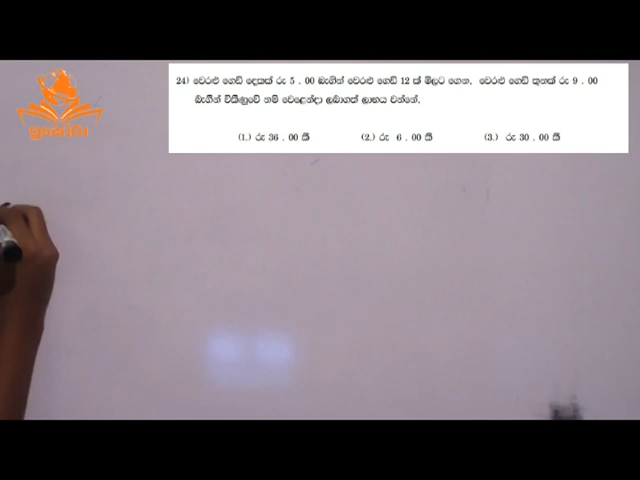 24) වෙරළු ගෙඩි දෙකක් රු 5 . 00 බැගින් වෙරළු ගෙඩි 12 ක් මිලට ගෙන, වෙරළු ගෙඩි තුනක් රු 9 . 00
බැගින් විකිණුවේ නම් වෙළෙන්දා ලබාගත් ලාභය වන්නේ.
(1.) රු 36 . 00 කි (2.) රු 6 . 00 කි (3.) රු 30 . 00 කි